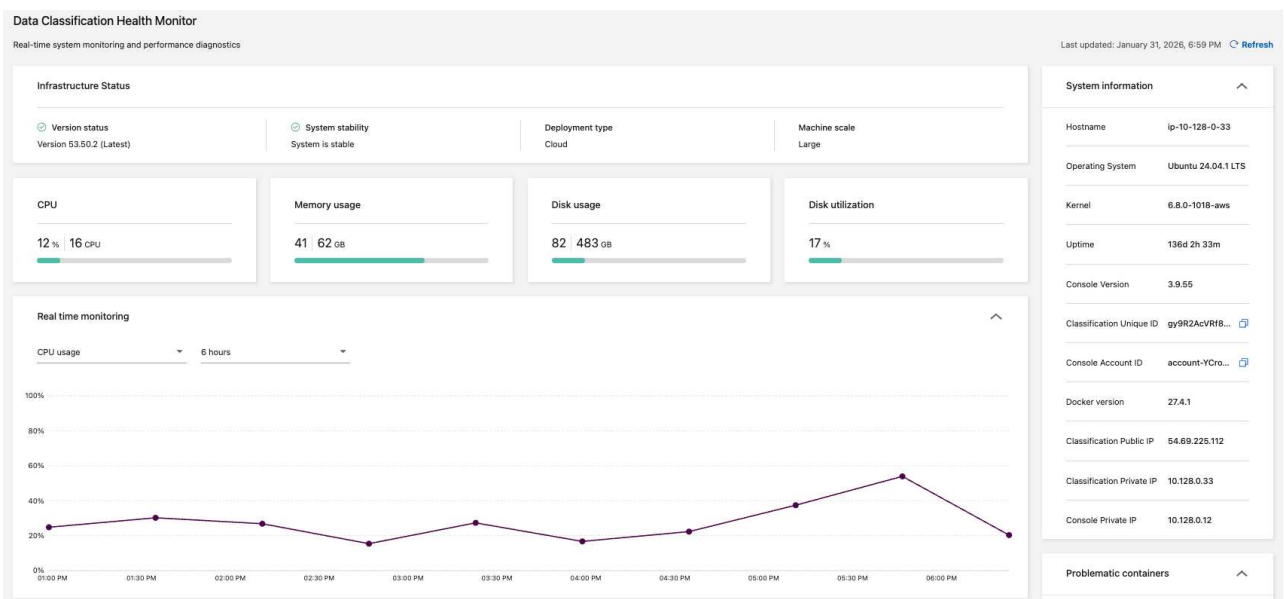 Data Classification Health Monitor
Real-time system monitoring and performance diagnostics
Last updated: January 31, 2026, 6:59 PM Refresh
Infrastructure Status
Version status
Version 53.50.2 (Latest)
System stability
System is stable
Deployment type
Cloud
Machine scale
Large
CPU
12 % 16 CPU
Memory usage
41 62 GB
Disk usage
82 483 GB
Disk utilization
17 %
Real time monitoring
CPU usage
6 hours
100%
80%
60%
40%
20%
0%
01:00 PM 01:30 PM 02:00 PM 02:30 PM 03:00 PM 03:30 PM 04:00 PM 04:30 PM 05:00 PM 05:30 PM 06:00 PM
System information
Hostname ip-10-128-0-33
Operating System Ubuntu 24.04.1 LTS
Kernel 6.8.0-1018-aws
Uptime 136d 2h 33m
Console Version 3.9.55
Classification Unique ID gy9R2AcVRf8...
Console Account ID account-YCro...
Docker version 27.4.1
Classification Public IP 54.69.225.112
Classification Private IP 10.128.0.33
Console Private IP 10.128.0.12
Problematic containers